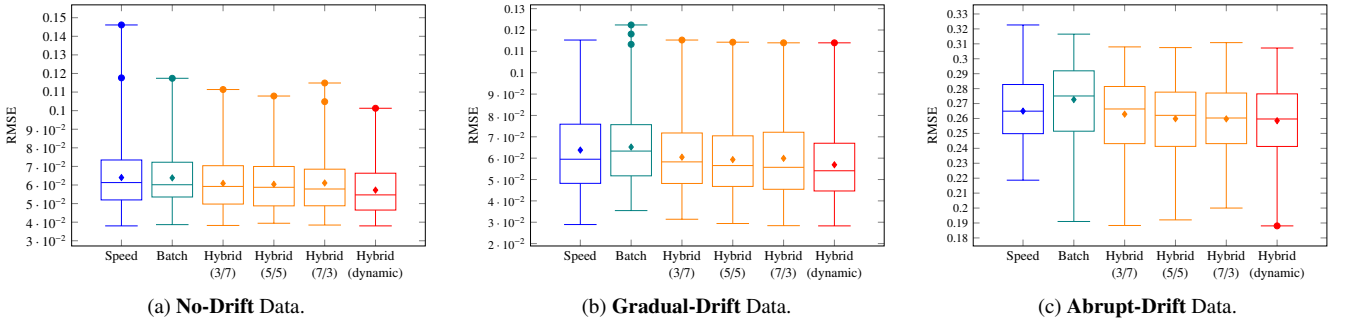 0.15
0.14
0.13
0.12
0.11
0.1
9 · 10⁻²
8 · 10⁻²
7 · 10⁻²
6 · 10⁻²
5 · 10⁻²
4 · 10⁻²
3 · 10⁻²
RMSE
Speed Batch Hybrid Hybrid Hybrid Hybrid
(3/7) (5/5) (7/3) (dynamic)
(a) No-Drift Data.
0.13
0.12
0.11
0.1
9 · 10⁻²
8 · 10⁻²
7 · 10⁻²
6 · 10⁻²
5 · 10⁻²
4 · 10⁻²
3 · 10⁻²
2 · 10⁻²
RMSE
Speed Batch Hybrid Hybrid Hybrid Hybrid
(3/7) (5/5) (7/3) (dynamic)
(b) Gradual-Drift Data.
0.33
0.32
0.31
0.3
0.29
0.28
0.27
0.26
0.25
0.24
0.23
0.22
0.21
0.2
0.19
0.18
RMSE
Speed Batch Hybrid Hybrid Hybrid Hybrid
(3/7) (5/5) (7/3) (dynamic)
(c) Abrupt-Drift Data.